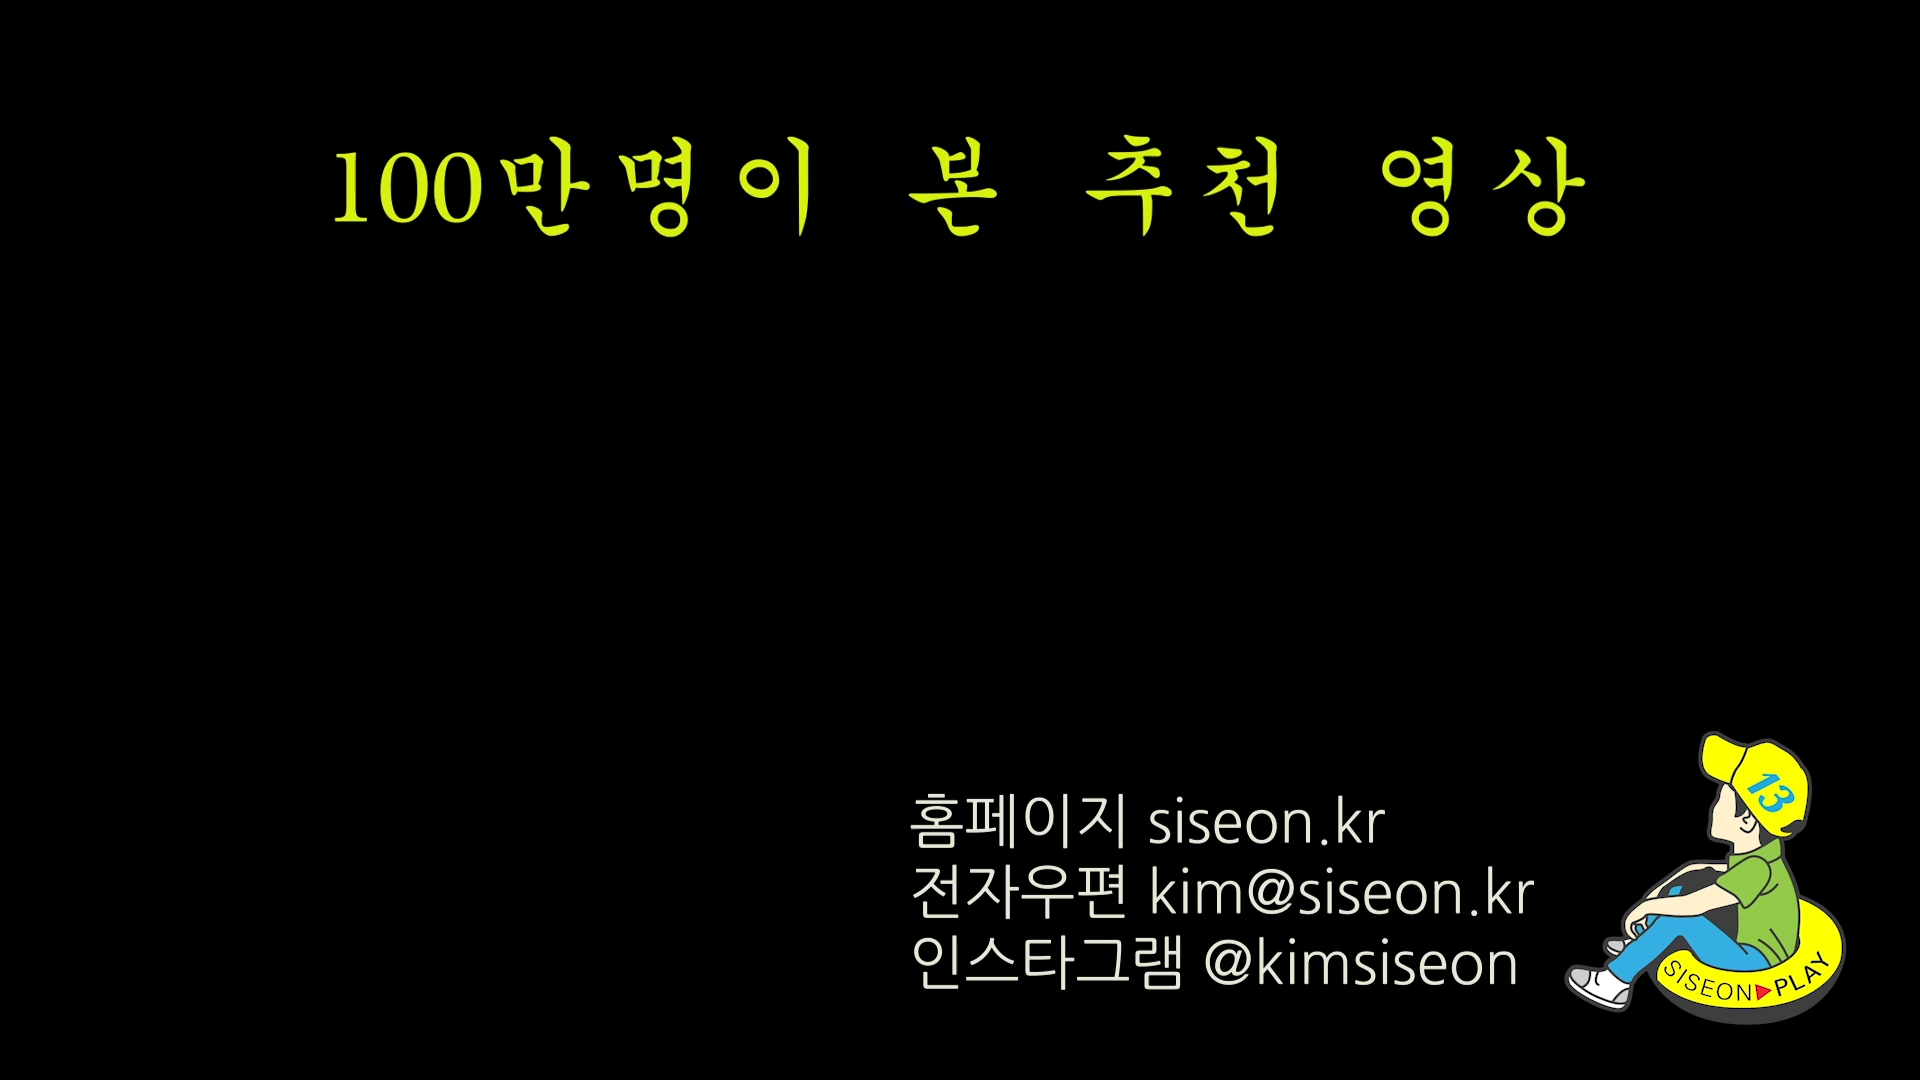 100만명이 본 추천 영상
홈페이지 siseon.kr
전자우편 kim@siseon.kr
인스타그램 @kimsiseon
13
SISEON▶PLAY